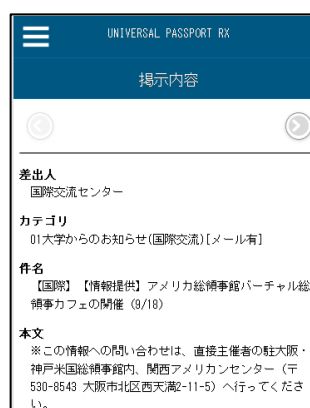 UNIVERSAL PASSPORT RX
掲示内容
差出人
国際交流センター
カテゴリ
01大学からのお知らせ(国際交流)[メール有]
件名
【国際】【情報提供】アメリカ総領事館バーチャル総
領事カフェの開催（9/18）
本文
※この情報への問い合わせは、直接主催者の駐大阪・
神戸米国総領事館内、関西アメリカンセンター（〒
530-8543 大阪市北区西天満2-11-5）へ行ってくださ
い。